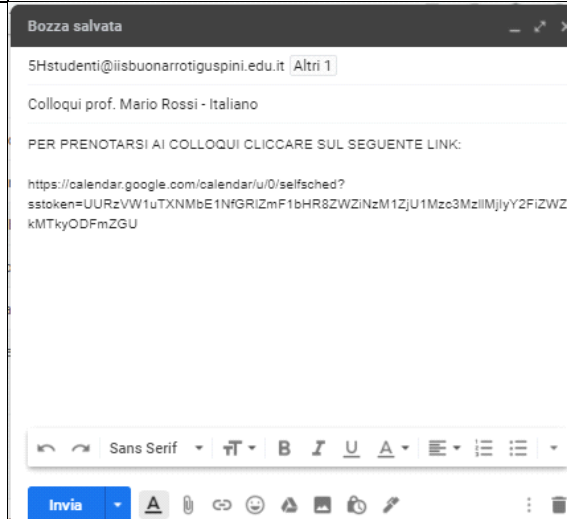 Bozza salvata
5Hstudenti@iisbuonarrotiguspini.edu.it Altri 1
Colloqui prof. Mario Rossi - Italiano
PER PRENOTARSI AI COLLOQUI CLICCARE SUL SEGUENTE LINK:
https://calendar.google.com/calendar/u/0/selfsched?
sstoken=UURzVW1uTXNMbE1NfGRlZmF1bHR8ZWZiNzM1ZjU1Mzc3MzllMjIyY2FiZWZ
kMTkyODFmZGU
Sans Serif
Invia